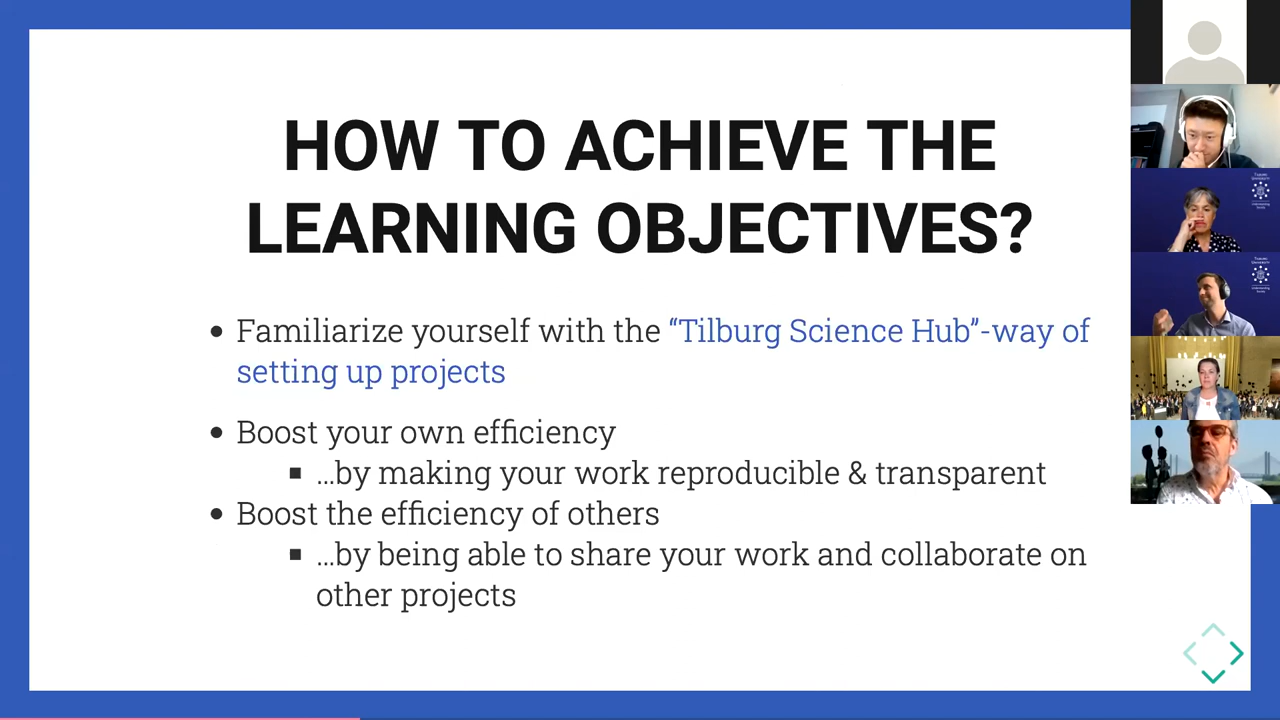 HOW TO ACHIEVE THE
LEARNING OBJECTIVES?
Familiarize yourself with the “Tilburg Science Hub”-way of
setting up projects
Boost your own efficiency
...by making your work reproducible & transparent
Boost the efficiency of others
...by being able to share your work and collaborate on
other projects